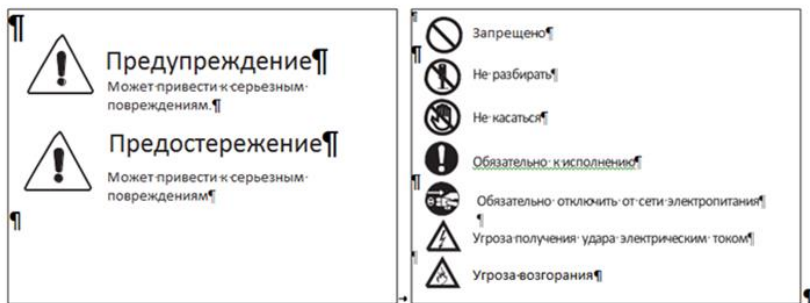 Предупреждение¶
Может·привести·к·серьезным·
повреждениям.¶
Предостережение¶
Может·привести·к·серьезным·
повреждениям¶
Запрещено¶
Не·разбирать¶
Не·касаться¶
Обязательно·к·исполнению¶
Обязательно·отключить·от·сети·электропитания¶
Угроза·получения·удара·электрическим·током¶
Угроза·возгорания¶